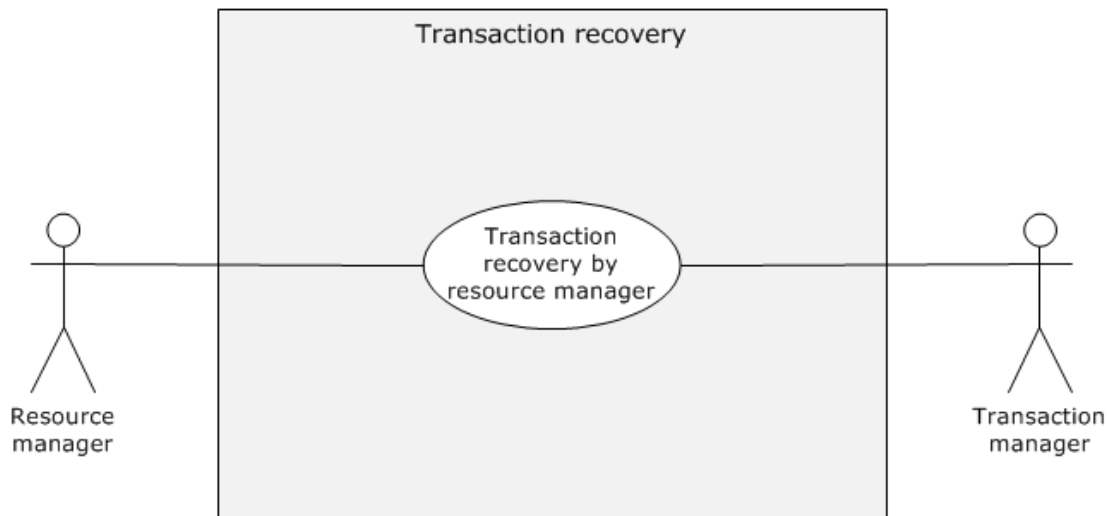 Transaction recovery
Transaction
recovery by
resource manager
Resource
manager
Transaction
manager